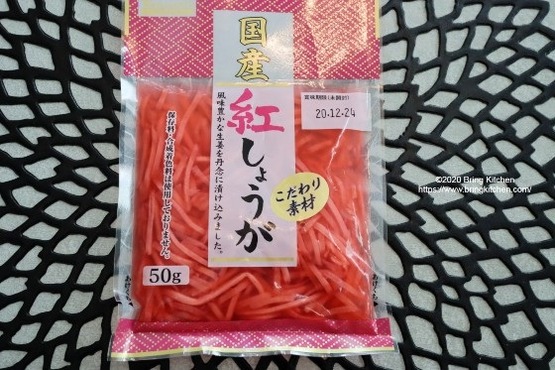 国産
紅しょうが
風味豊かな生姜を丹念に漬け込みました。
保存料・合成着色料は使用しておりません。
賞味期限(未開封)
20.12.24
こだわり
素材
50g
©2020 Bring Kitchen
https://www.bringkitchen.com/